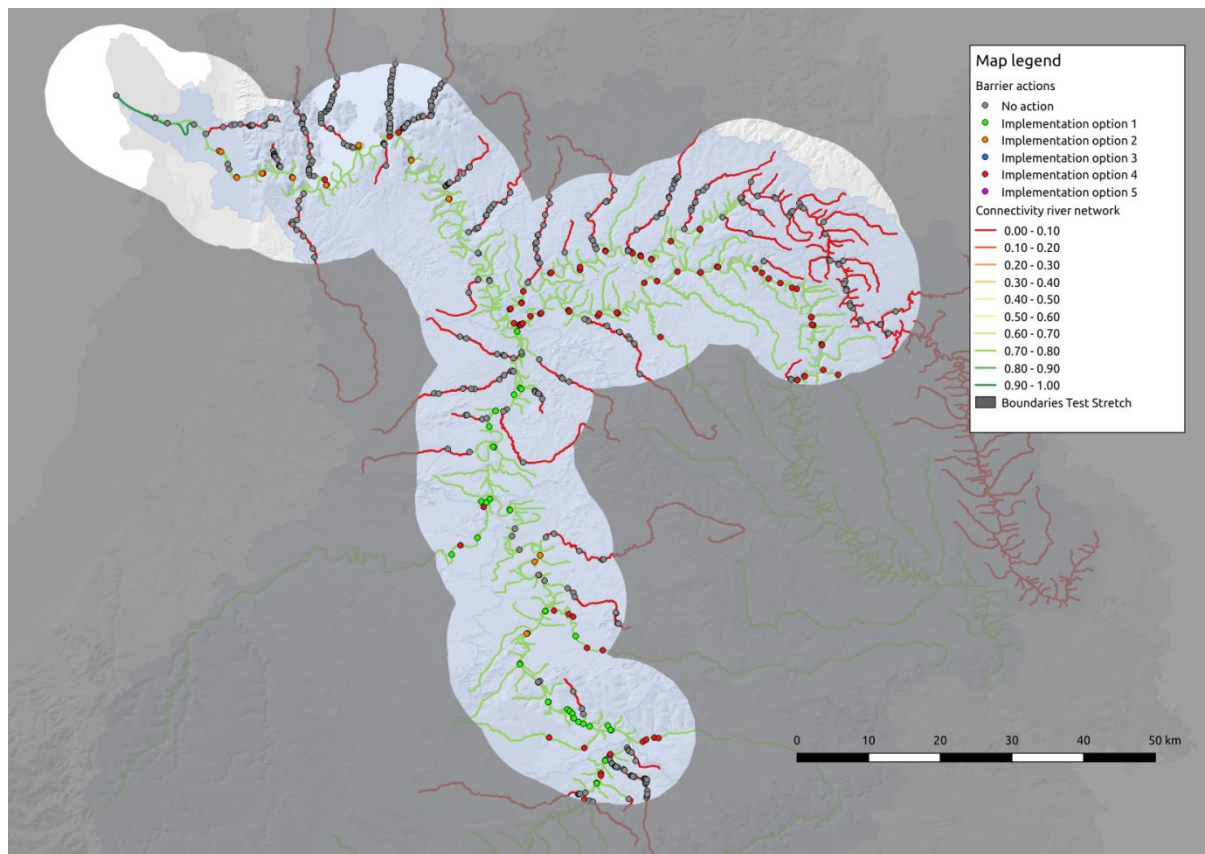 Map legend
Barrier actions
No action
Implementation option 1
Implementation option 2
Implementation option 3
Implementation option 4
Implementation option 5
Connectivity river network
0.00 - 0.10
0.10 - 0.20
0.20 - 0.30
0.30 - 0.40
0.40 - 0.50
0.50 - 0.60
0.60 - 0.70
0.70 - 0.80
0.80 - 0.90
0.90 - 1.00
Boundaries Test Stretch
0 10 20 30 40 50 km